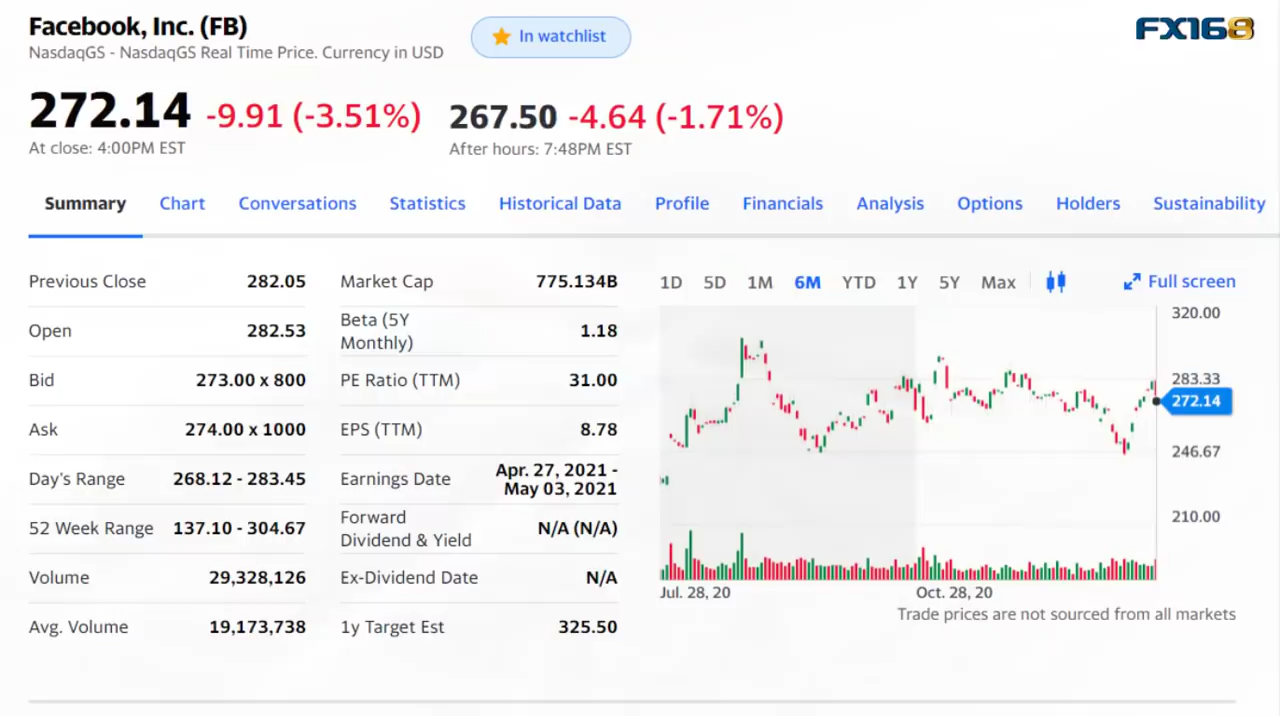 Facebook, Inc. (FB)
NasdaqGS - NasdaqGS Real Time Price. Currency in USD
In watchlist
FX168
272.14 -9.91 (-3.51%)
At close: 4:00PM EST
267.50 -4.64 (-1.71%)
After hours: 7:48PM EST
Summary Chart Conversations Statistics Historical Data Profile Financials Analysis Options Holders Sustainability
Previous Close 282.05
Open 282.53
Bid 273.00 x 800
Ask 274.00 x 1000
Day's Range 268.12 - 283.45
52 Week Range 137.10 - 304.67
Volume 29,328,126
Avg. Volume 19,173,738
Market Cap 775.134B
Beta (5Y
Monthly) 1.18
PE Ratio (TTM) 31.00
EPS (TTM) 8.78
Earnings Date Apr. 27, 2021 -
May 03, 2021
Forward
Dividend & Yield N/A (N/A)
Ex-Dividend Date N/A
1y Target Est 325.50
1D 5D 1M 6M YTD 1Y 5Y Max Full screen
320.00
283.33
272.14
246.67
210.00
Jul. 28, 20 Oct. 28, 20
Trade prices are not sourced from all markets